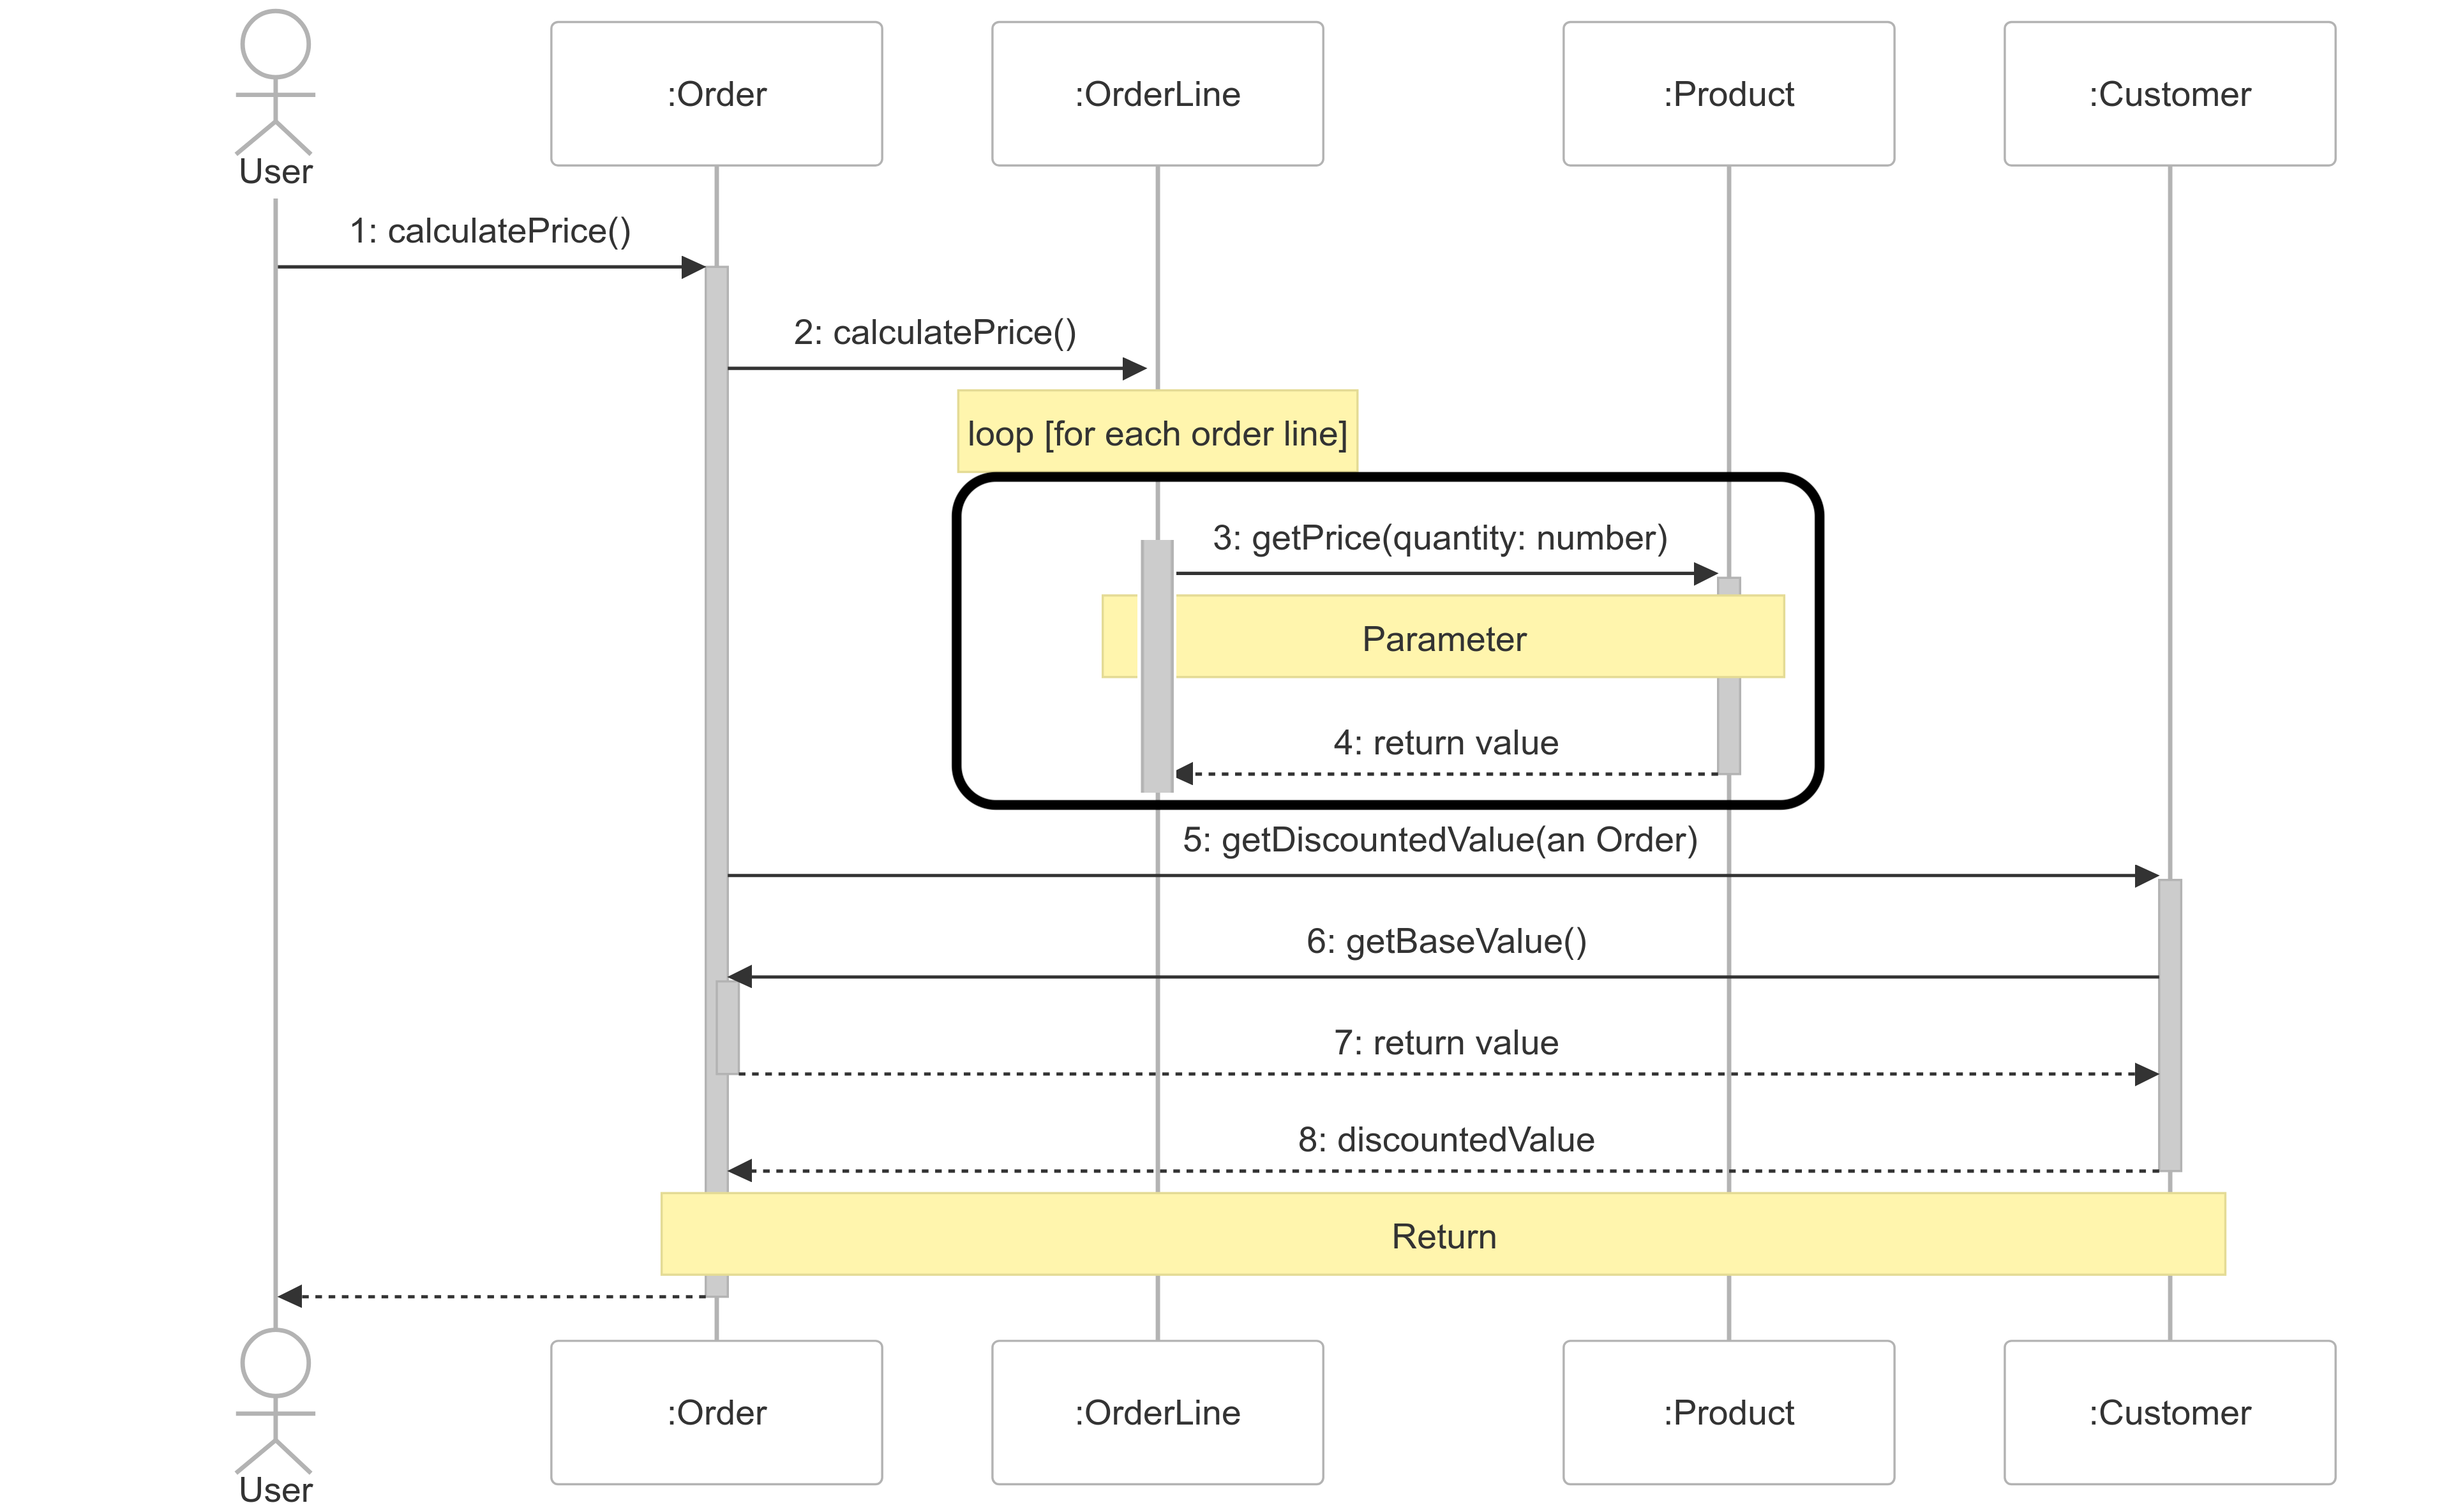 :Order
:OrderLine
:Product
:Customer
User
1: calculatePrice()
2: calculatePrice()
loop [for each order line]
3: getPrice(quantity: number)
Parameter
4: return value
5: getDiscountedValue(an Order)
6: getBaseValue()
7: return value
8: discountedValue
Return
:Order
:OrderLine
:Product
:Customer
User